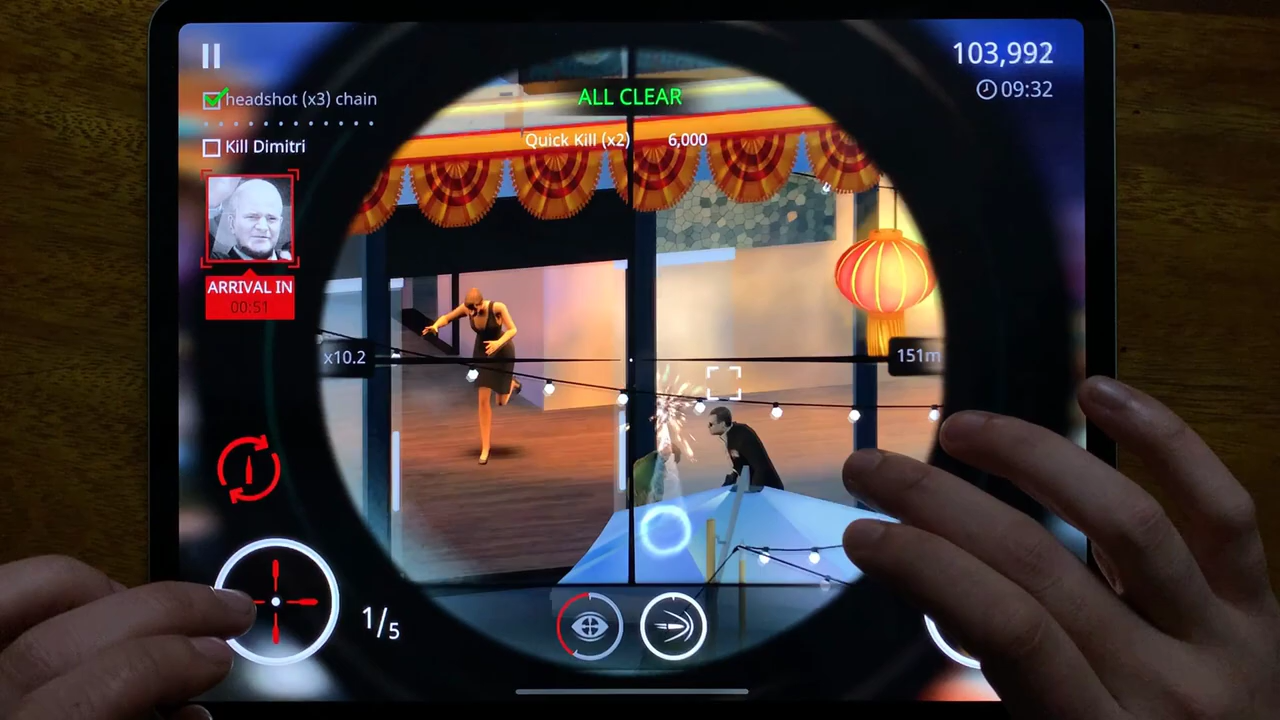 103,992
09:32
headshot (x3) chain
Kill Dimitri
ARRIVAL IN
00:51
ALL CLEAR
Quick Kill (x2) 6,000
x10.2
151m
1/5